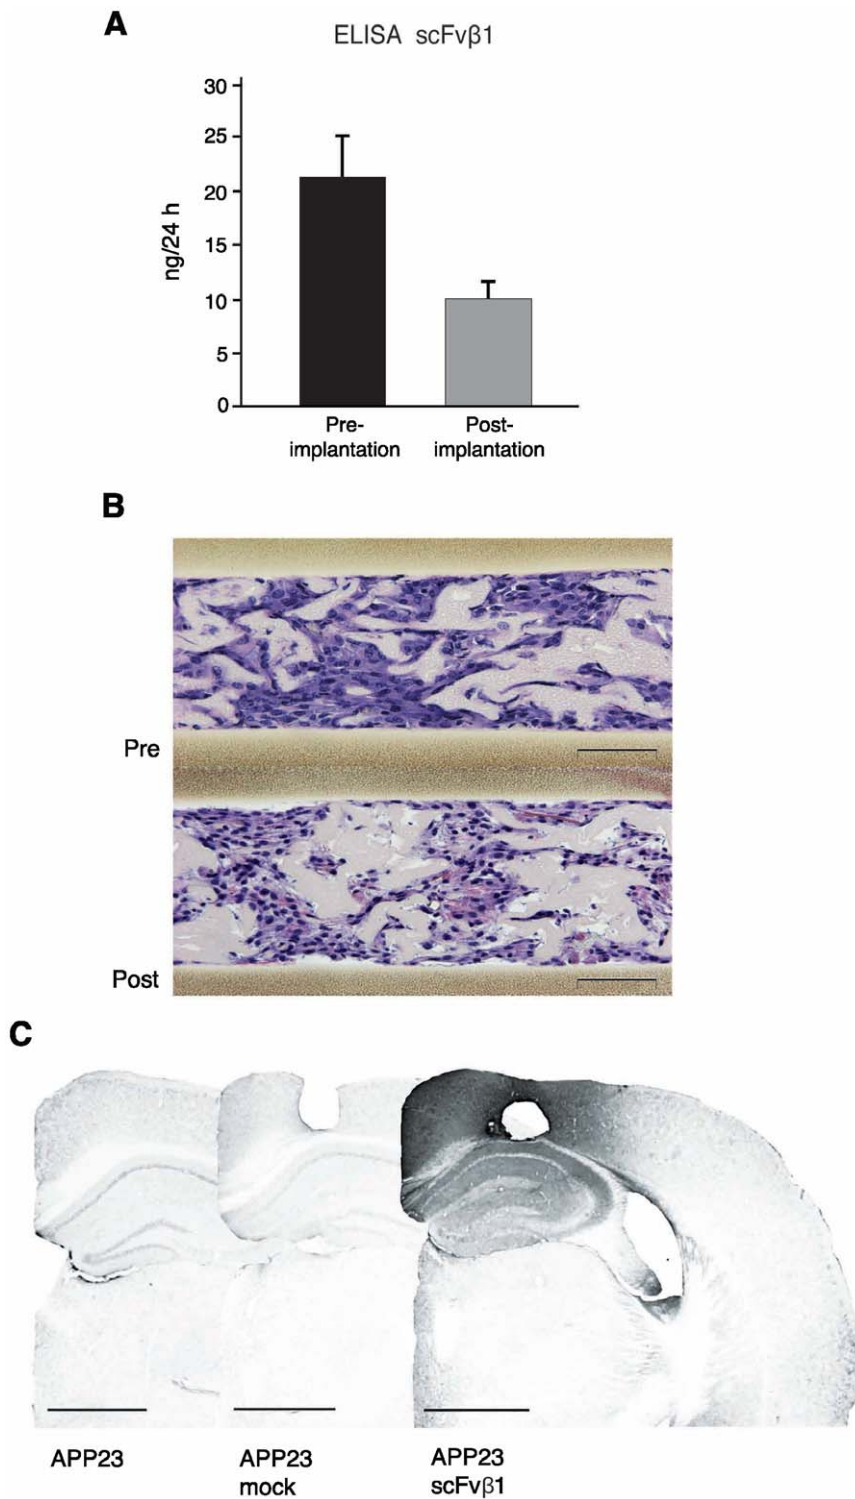 A
ELISA scFvβ1
30
25
20
15
10
5
0
ng/24 h
Pre-
implantation
Post-
implantation
B
Pre
Post
C
APP23
APP23
mock
APP23
scFvβ1